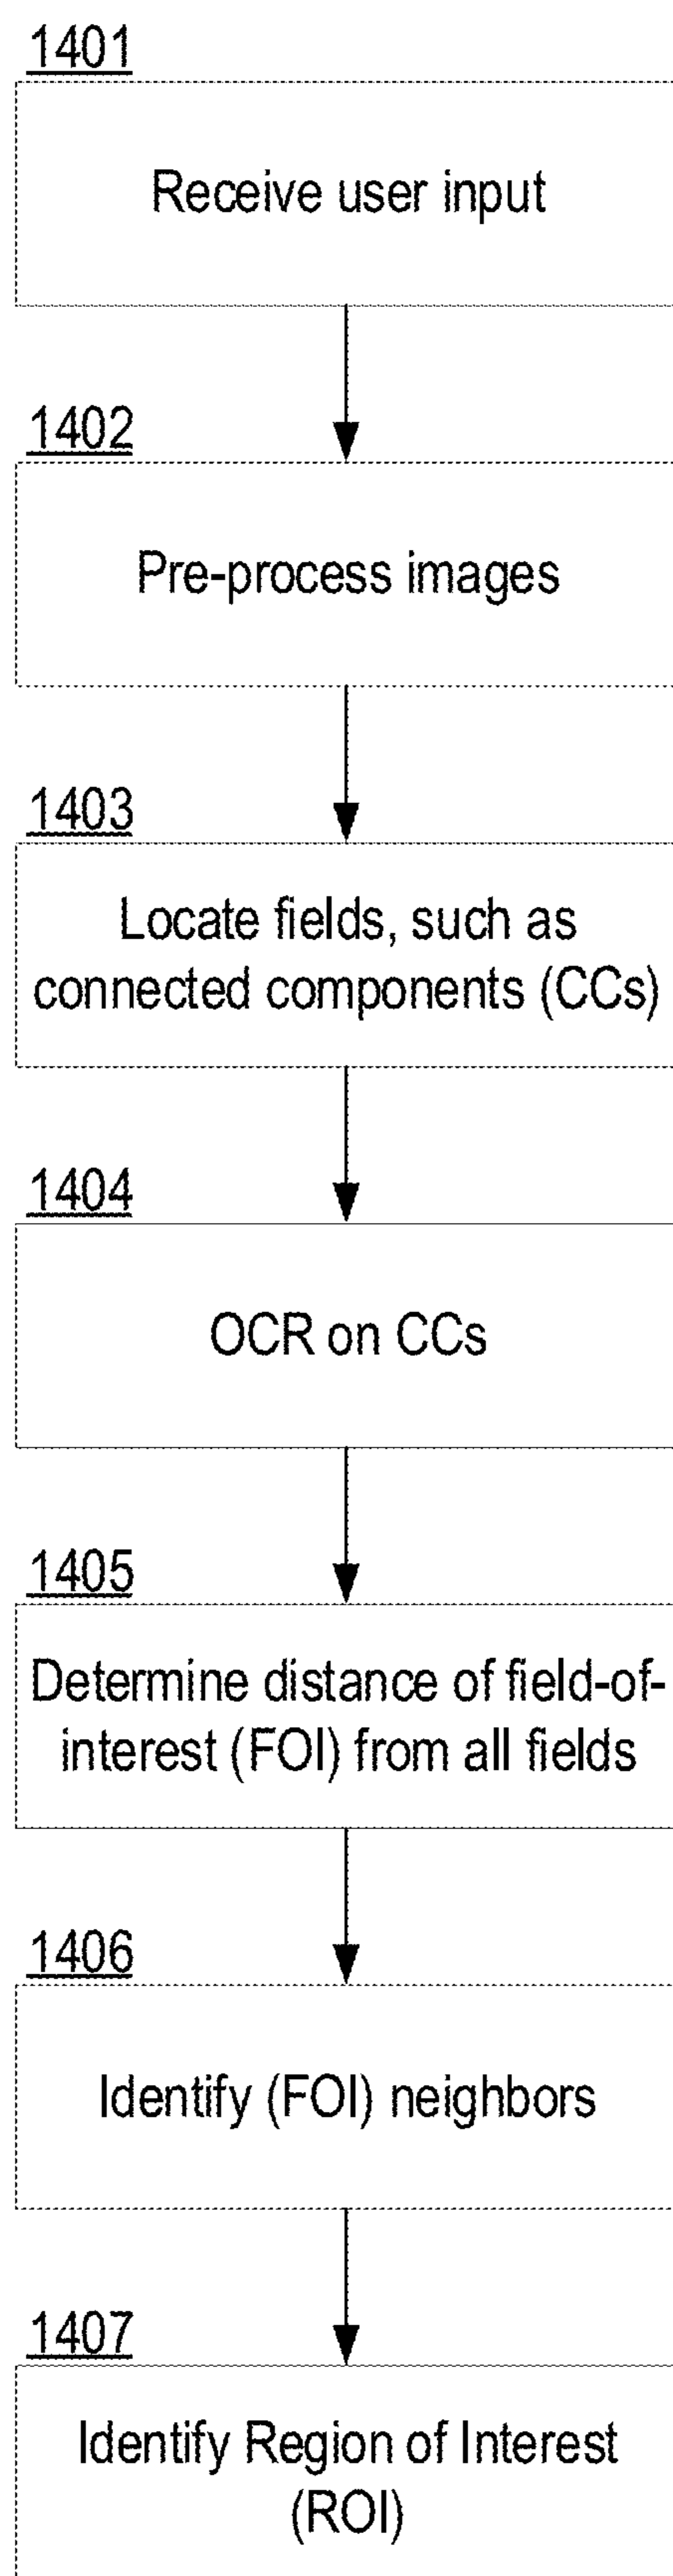 1401
Receive user input
1402
Pre-process images
1403
Locate fields, such as
connected components (CCs)
1404
OCR on CCs
1405
Determine distance of field-of-
interest (FOI) from all fields
1406
Identify (FOI) neighbors
1407
Identify Region of Interest
(ROI)